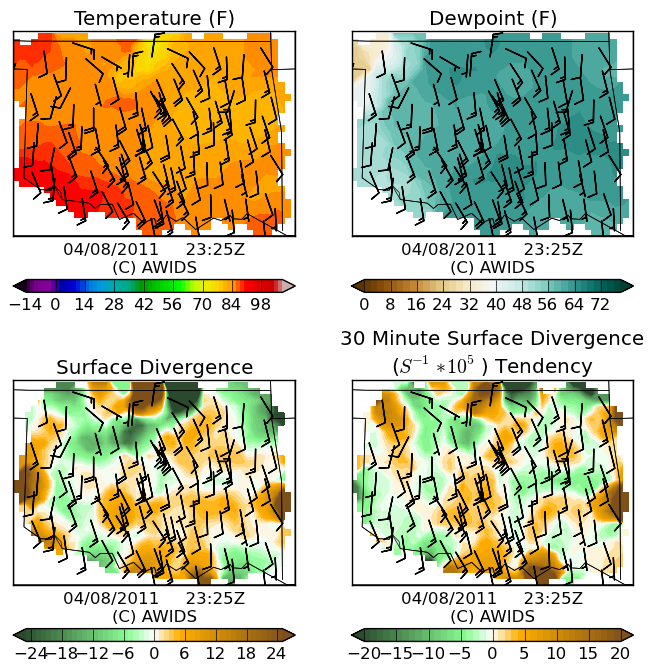 Temperature (F)
Dewpoint (F)
04/08/2011 23:25Z
(C) AWIDS
04/08/2011 23:25Z
(C) AWIDS
−14 0 14 28 42 56 70 84 98
0 8 16 24 32 40 48 56 64 72
Surface Divergence
30 Minute Surface Divergence
(S⁻¹ *10⁵ ) Tendency
04/08/2011 23:25Z
(C) AWIDS
04/08/2011 23:25Z
(C) AWIDS
−24 −18 −12 −6 0 6 12 18 24
−20 −15 −10 −5 0 5 10 15 20